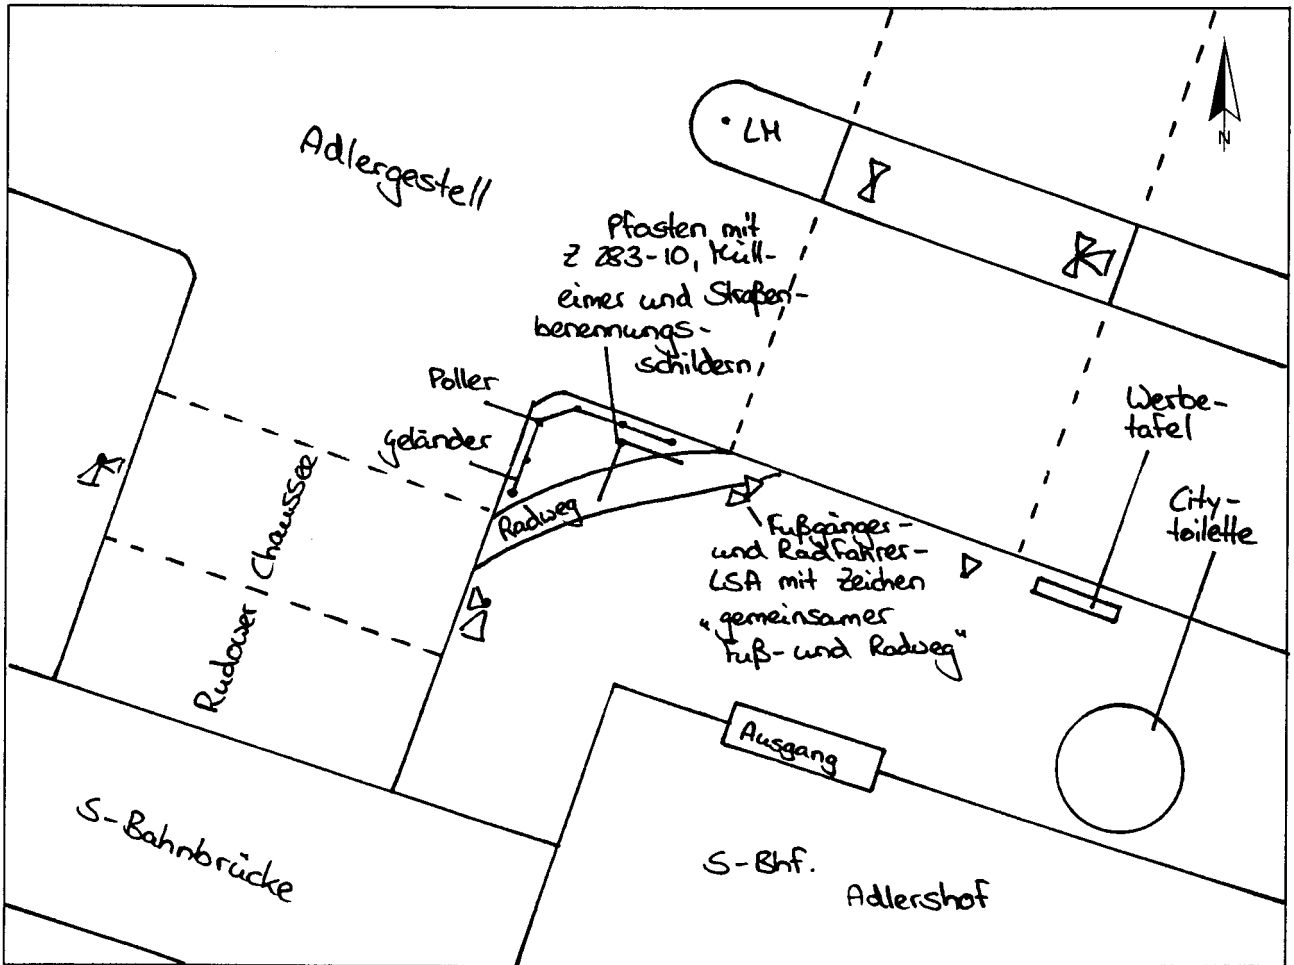 N
LM
Adlergestell
Pfosten mit
Z 283-10, Müll-
eimer und Straßen-
benennungs-
schildern
Poller
Geländer
Werbe-
tafel
City-
toilette
Radweg
Fußgänger-
und Radfahrer-
LSA mit Zeichen
"gemeinsamer
Fuß- und Radweg"
Rudower Chaussee
Ausgang
S-Bahnbrücke
S-Bhf.
Adlershof